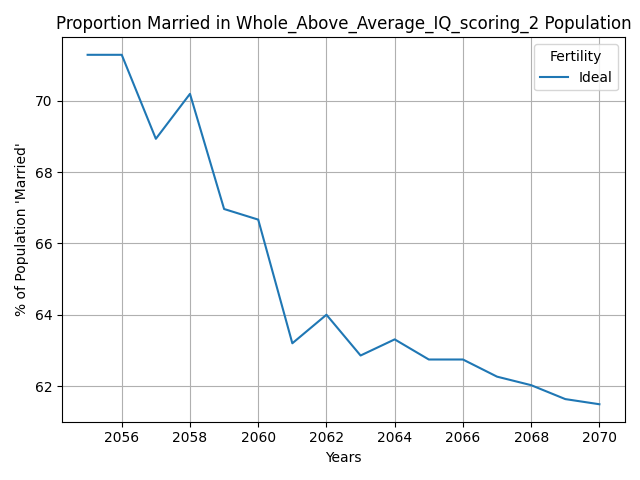 Proportion Married in Whole_Above_Average_IQ_scoring_2 Population
Fertility
Ideal
% of Population 'Married'
70
68
66
64
62
2056 2058 2060 2062 2064 2066 2068 2070
Years